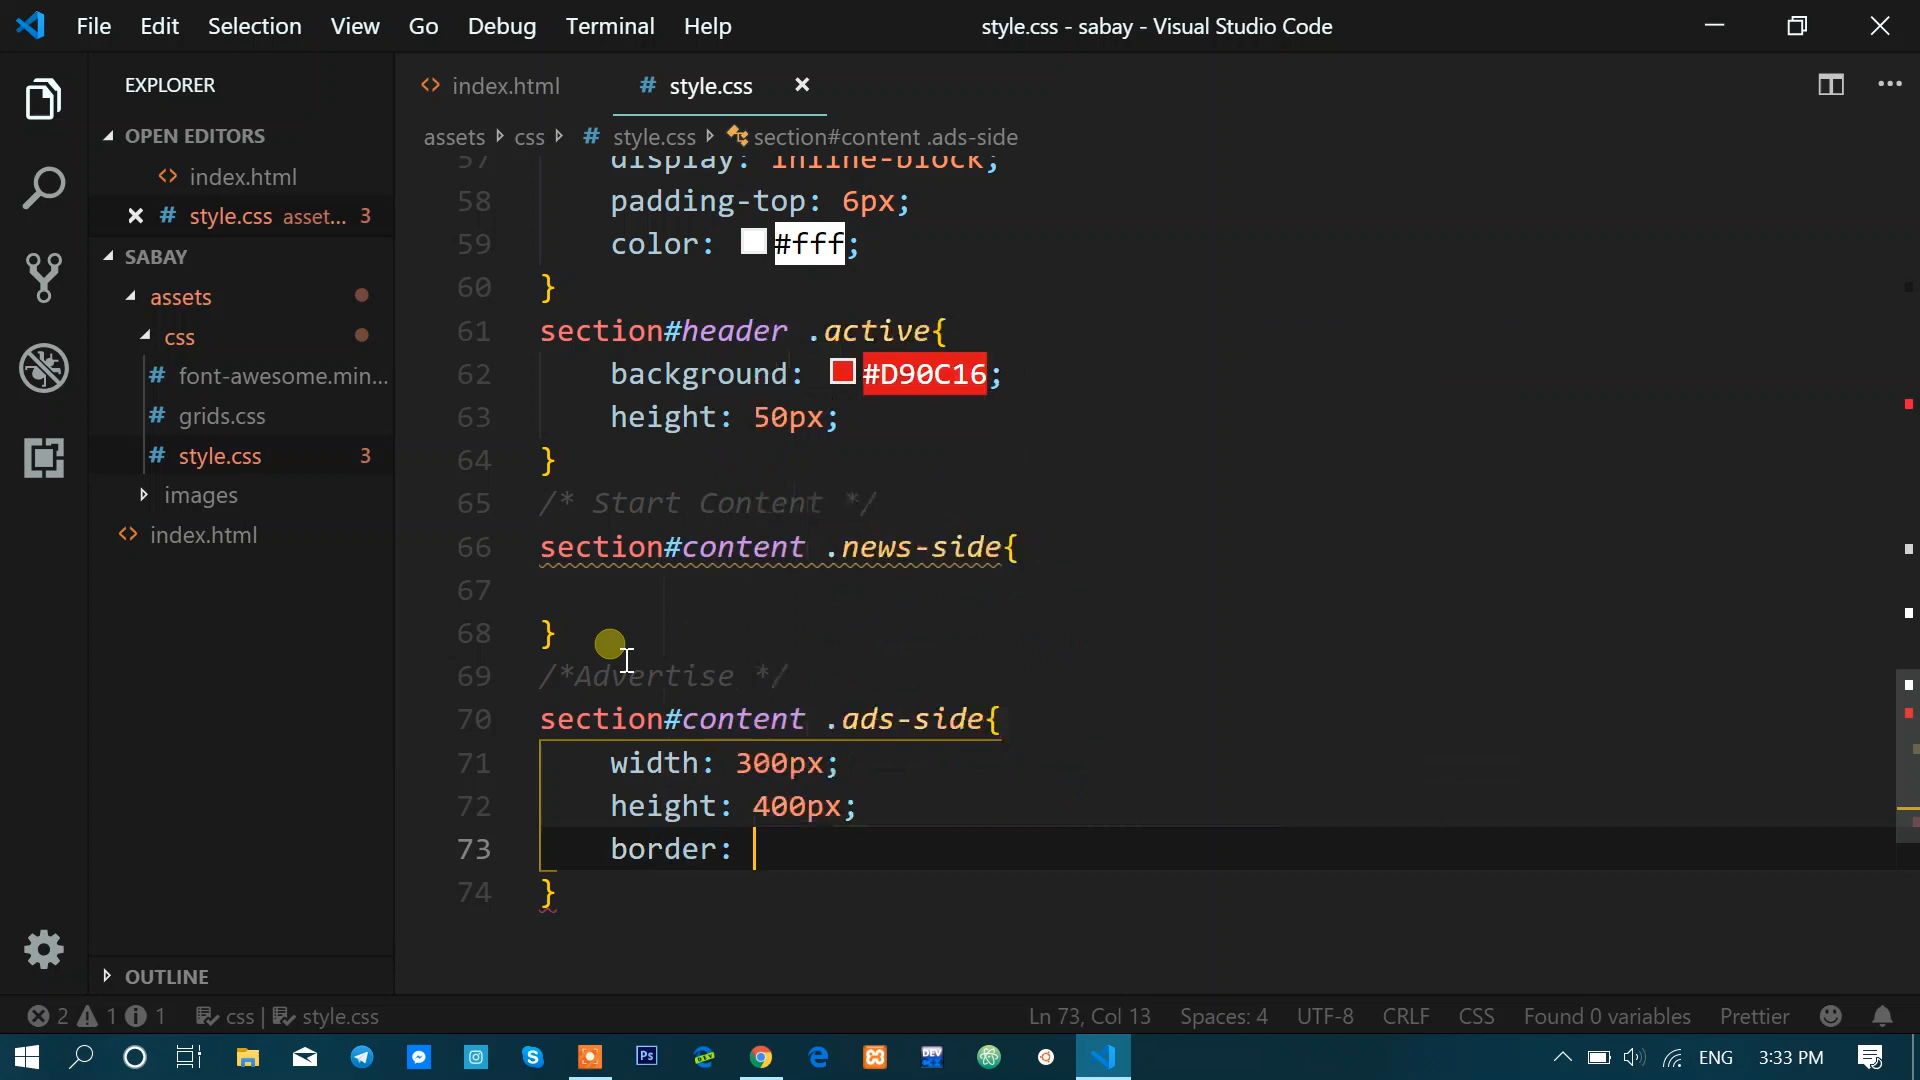 File Edit Selection View Go Debug Terminal Help
style.css - sabay - Visual Studio Code
EXPLORER
OPEN EDITORS
index.html
style.css asset... 3
SABAY
assets
css
# font-awesome.min...
# grids.css
# style.css 3
images
index.html
OUTLINE
index.html # style.css
assets css # style.css section#content .ads-side
57 display: inline-block;
58 padding-top: 6px;
59 color: #fff;
60 }
61 section#header .active{
62 background: #D90C16;
63 height: 50px;
64 }
65 /* Start Content */
66 section#content .news-side{
67
68 }
69 /*Advertise */
70 section#content .ads-side{
71 width: 300px;
72 height: 400px;
73 border:
74 }
2 1 1 css | style.css Ln 73, Col 13 Spaces: 4 UTF-8 CRLF CSS Found 0 variables Prettier
Ps DEV ENG 3:33 PM